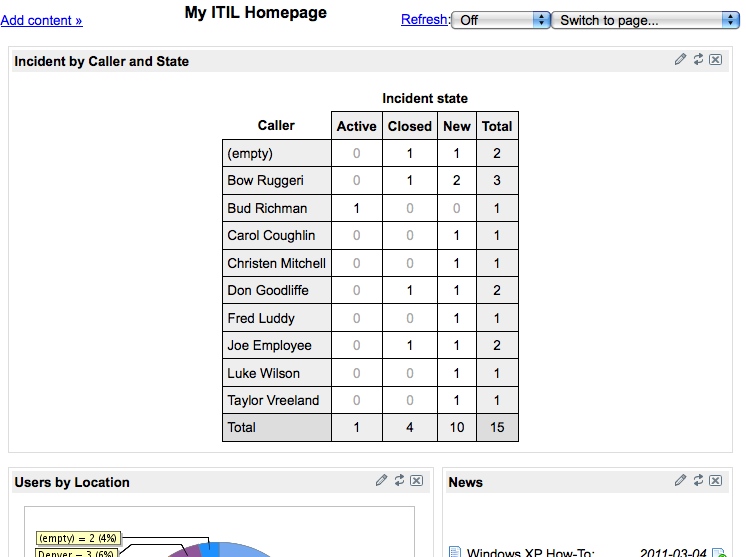 Add content »
My ITIL Homepage
Refresh: Off Switch to page...
Incident by Caller and State
Incident state
Caller Active Closed New Total
(empty) 0 1 1 2
Bow Ruggeri 0 1 2 3
Bud Richman 1 0 0 1
Carol Coughlin 0 0 1 1
Christen Mitchell 0 0 1 1
Don Goodliffe 0 1 1 2
Fred Luddy 0 0 1 1
Joe Employee 0 1 1 2
Luke Wilson 0 0 1 1
Taylor Vreeland 0 0 1 1
Total 1 4 10 15
Users by Location
(empty) = 2 (4%)
Denver = 3 (6%)
News
Windows XP How-To: 2011-03-04